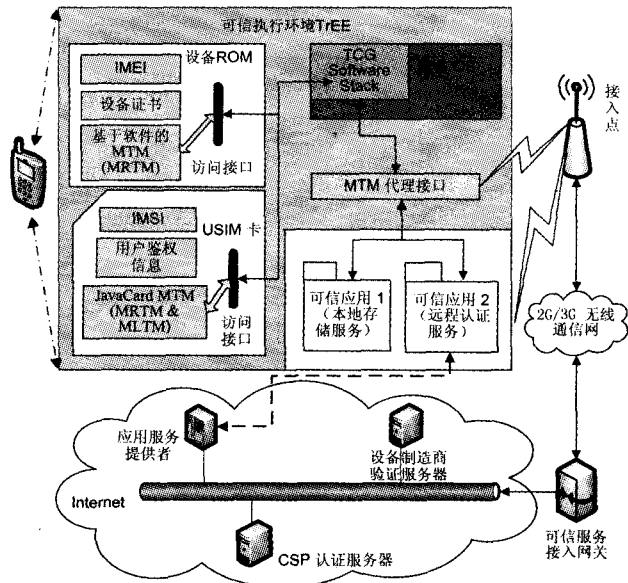 可信执行环境TrEE
设备ROM
IMEI
设备证书
基于软件的
MTM
(MRTM)
访问接口
TCG
Software
Stack
接
入
点
MTM 代理接口
USIM 卡
IMSI
用户鉴权
信息
JavaCard MTM
(MRTM &
MLTM)
访问
接口
可信应用 1
(本地存
储服务)
可信应用 2
(远程认证
服务)
2G/3G 无线
通信网
应用服务
提供者
设备制造商
验证服务器
Internet
CSP 认证服务器
可信服务
接入网关